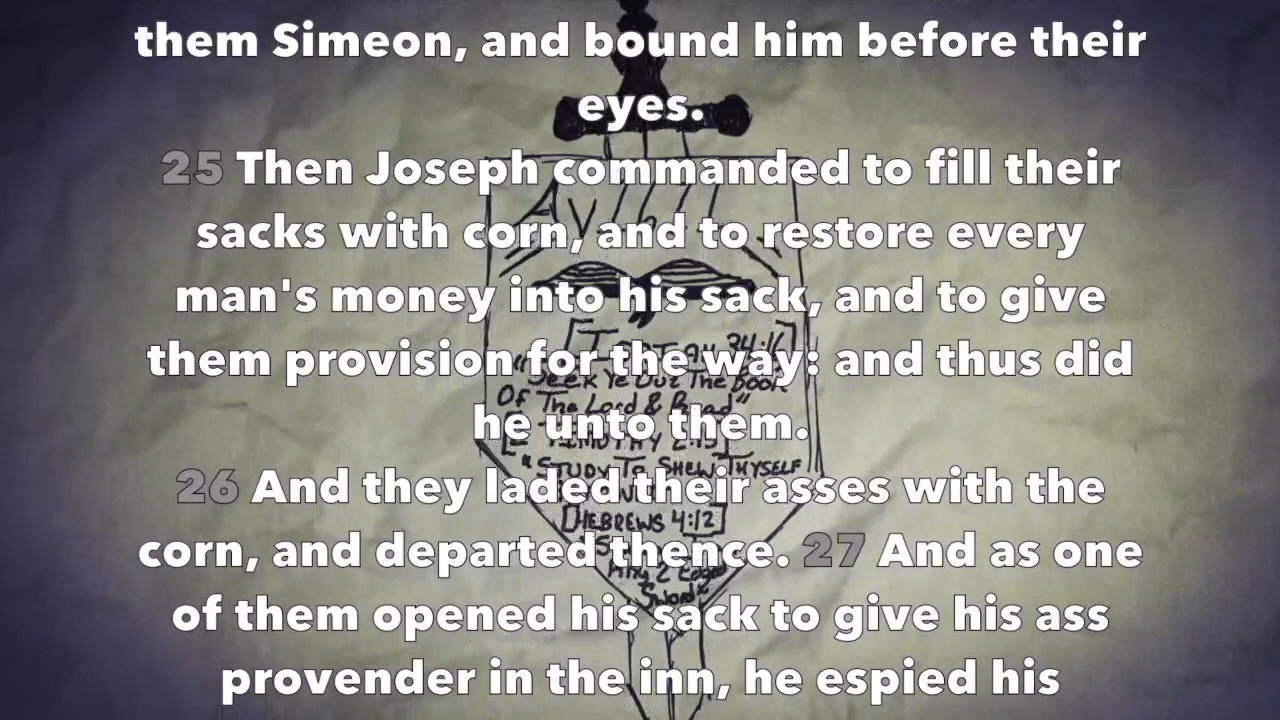 them Simeon, and bound him before their
eyes.
25 Then Joseph commanded to fill their
sacks with corn, and to restore every
man's money into his sack, and to give
them provision for the way: and thus did
he unto them.
26 And they laded their asses with the
corn, and departed thence. 27 And as one
of them opened his sack to give his ass
provender in the inn, he espied his
34:16
"Seek Ye Out The Book
Of The Lord & Read"
TIMOTHY 2:15
"STUDY To SHEW THYSELF
[HEBREWS 4:12]
Any 2 Edged
Sword"